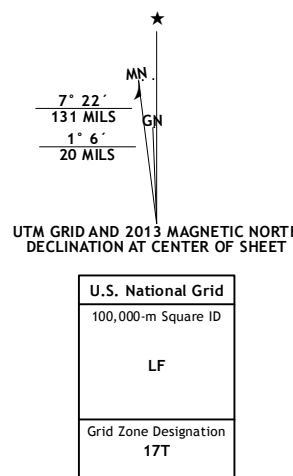 ★
MN
7° 22´
131 MILS
GN
1° 6´
20 MILS
UTM GRID AND 2013 MAGNETIC NORTH
DECLINATION AT CENTER OF SHEET
U.S. National Grid
100,000-m Square ID
LF
Grid Zone Designation
17T